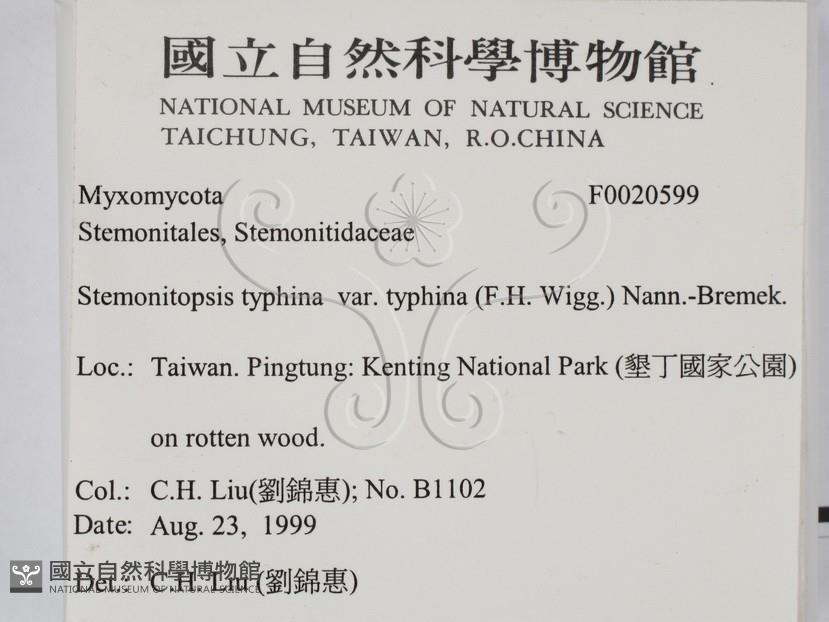 國立自然科學博物館
NATIONAL MUSEUM OF NATURAL SCIENCE
TAICHUNG, TAIWAN, R.O.CHINA
Myxomycota F0020599
Stemonitales, Stemonitidaceae
Stemonitopsis typhina var. typhina (F.H. Wigg.) Nann.-Bremek.
Loc.: Taiwan. Pingtung: Kenting National Park (墾丁國家公園)
on rotten wood.
Col.: C.H. Liu(劉錦惠); No. B1102
Date: Aug. 23, 1999
Det.: C.H. Liu (劉錦惠)
國立自然科學博物館
NATIONAL MUSEUM OF NATURAL SCIENCE